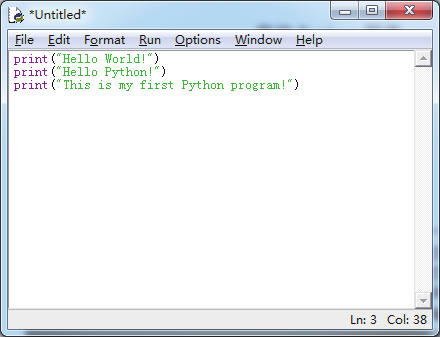 *Untitled*
File Edit Format Run Options Window Help
print("Hello World!")
print("Hello Python!")
print("This is my first Python program!")
Ln: 3 Col: 38